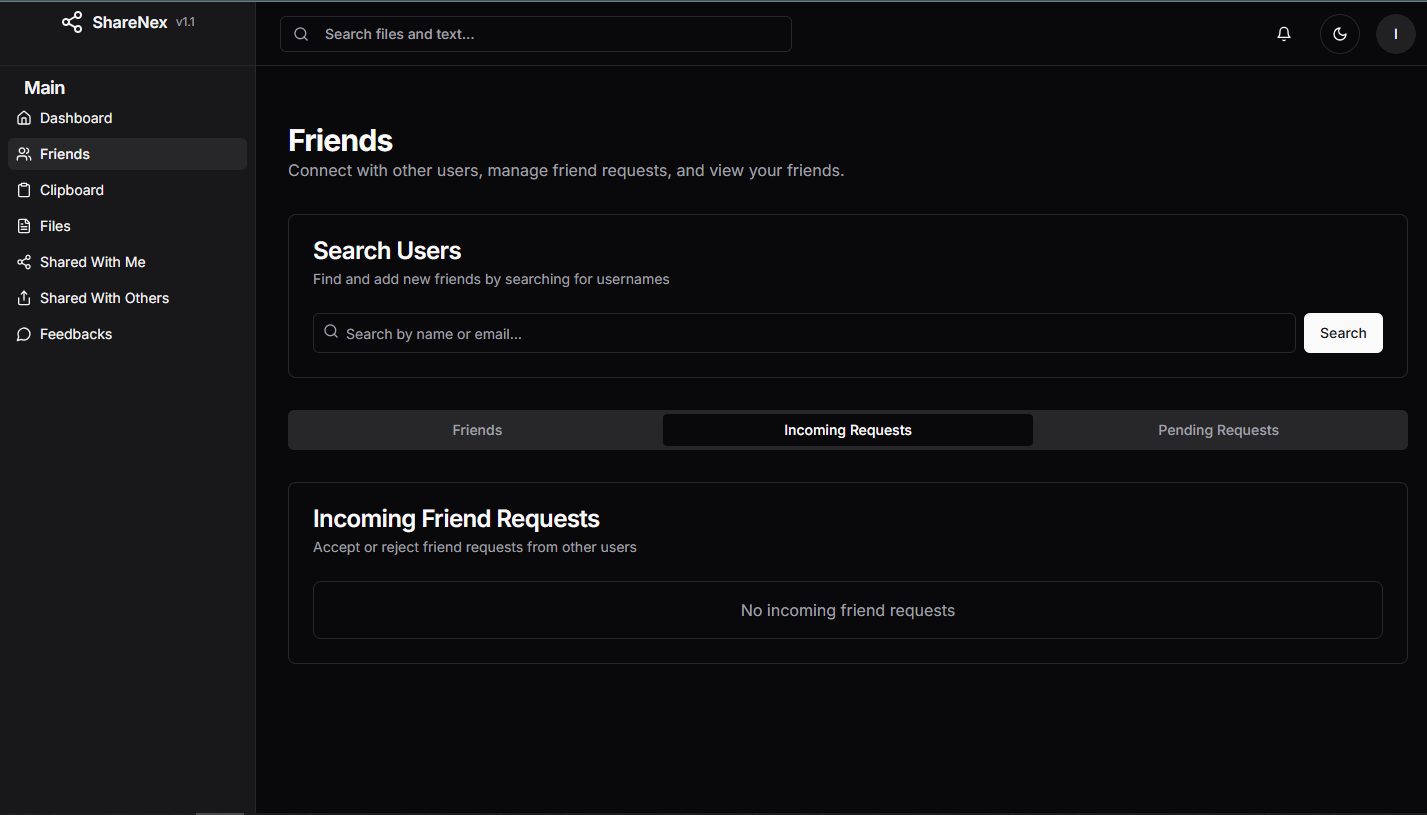 ShareNex v1.1
Search files and text...
I
Main
Dashboard
Friends
Clipboard
Files
Shared With Me
Shared With Others
Feedbacks
Friends
Connect with other users, manage friend requests, and view your friends.
Search Users
Find and add new friends by searching for usernames
Search by name or email...
Search
Friends
Incoming Requests
Pending Requests
Incoming Friend Requests
Accept or reject friend requests from other users
No incoming friend requests